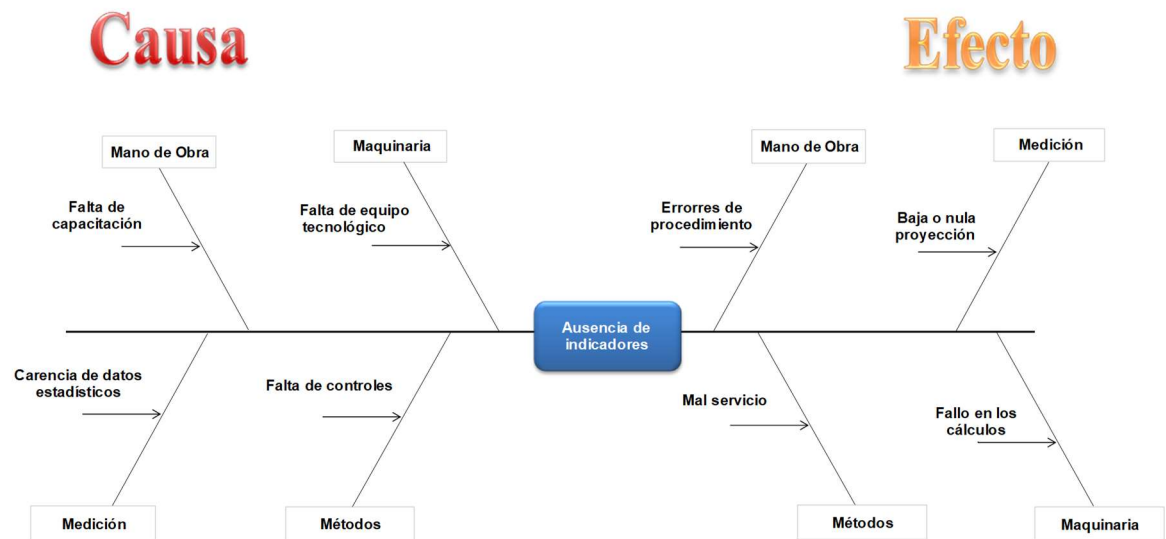 Causa
Efecto
Mano de Obra
Maquinaria
Mano de Obra
Medición
Falta de
capacitación
Falta de equipo
tecnológico
Errorres de
procedimiento
Baja o nula
proyección
Ausencia de
indicadores
Carencia de datos
estadísticos
Falta de controles
Mal servicio
Fallo en los
cálculos
Medición
Métodos
Métodos
Maquinaria